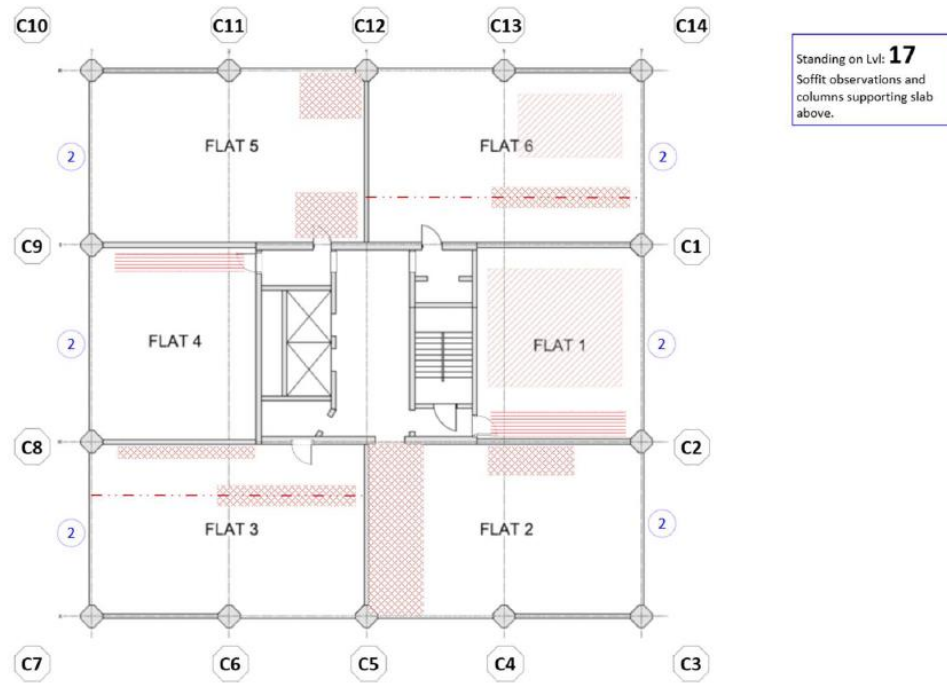 C10
C11
C12
C13
C14
Standing on Lvl: 17
Soffit observations and
columns supporting slab
above.
FLAT 5
FLAT 6
2
2
C9
C1
FLAT 4
FLAT 1
2
2
C8
C2
FLAT 3
FLAT 2
2
2
C7
C6
C5
C4
C3